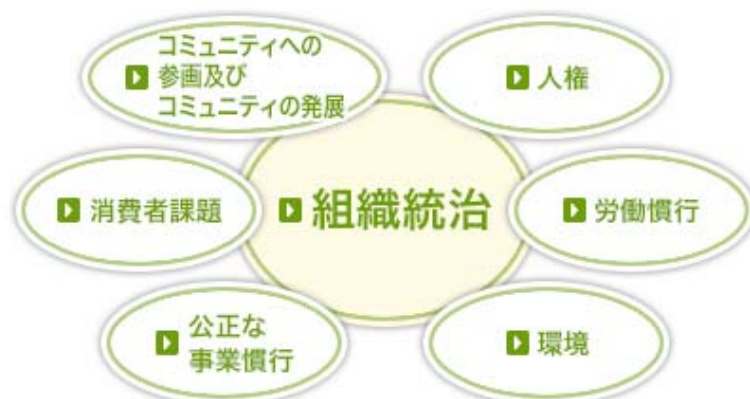 コミュニティへの
参画及び
コミュニティの発展
人権
消費者課題
組織統治
労働慣行
公正な
事業慣行
環境